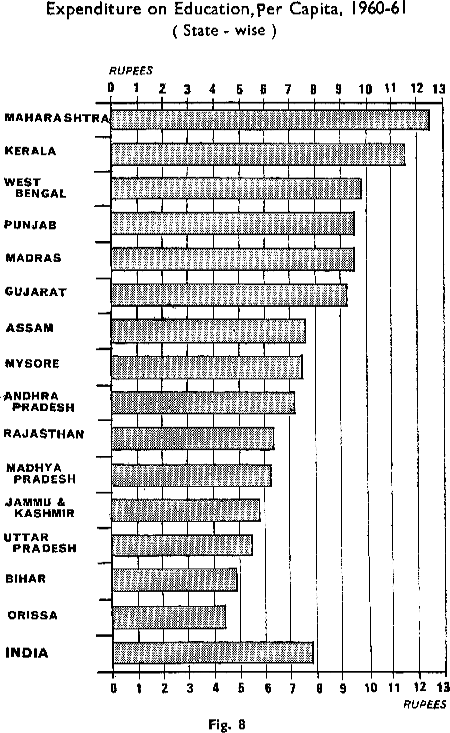 Expenditure on Education,per Capita, 1960-61
( State - wise )
RUPEES
0 1 2 3 4 5 6 7 8 9 10 11 12 13
MAHARASHTRA
KERALA
WEST
BENGAL
PUNJAB
MADRAS
GUJARAT
ASSAM
MYSORE
ANDHRA
PRADESH
RAJASTHAN
MADHYA
PRADESH
JAMMU &
KASHMIR
UTTAR
PRADESH
BIHAR
ORISSA
INDIA
0 1 2 3 4 5 6 7 8 9 10 11 12 13
RUPEES
Fig. 8